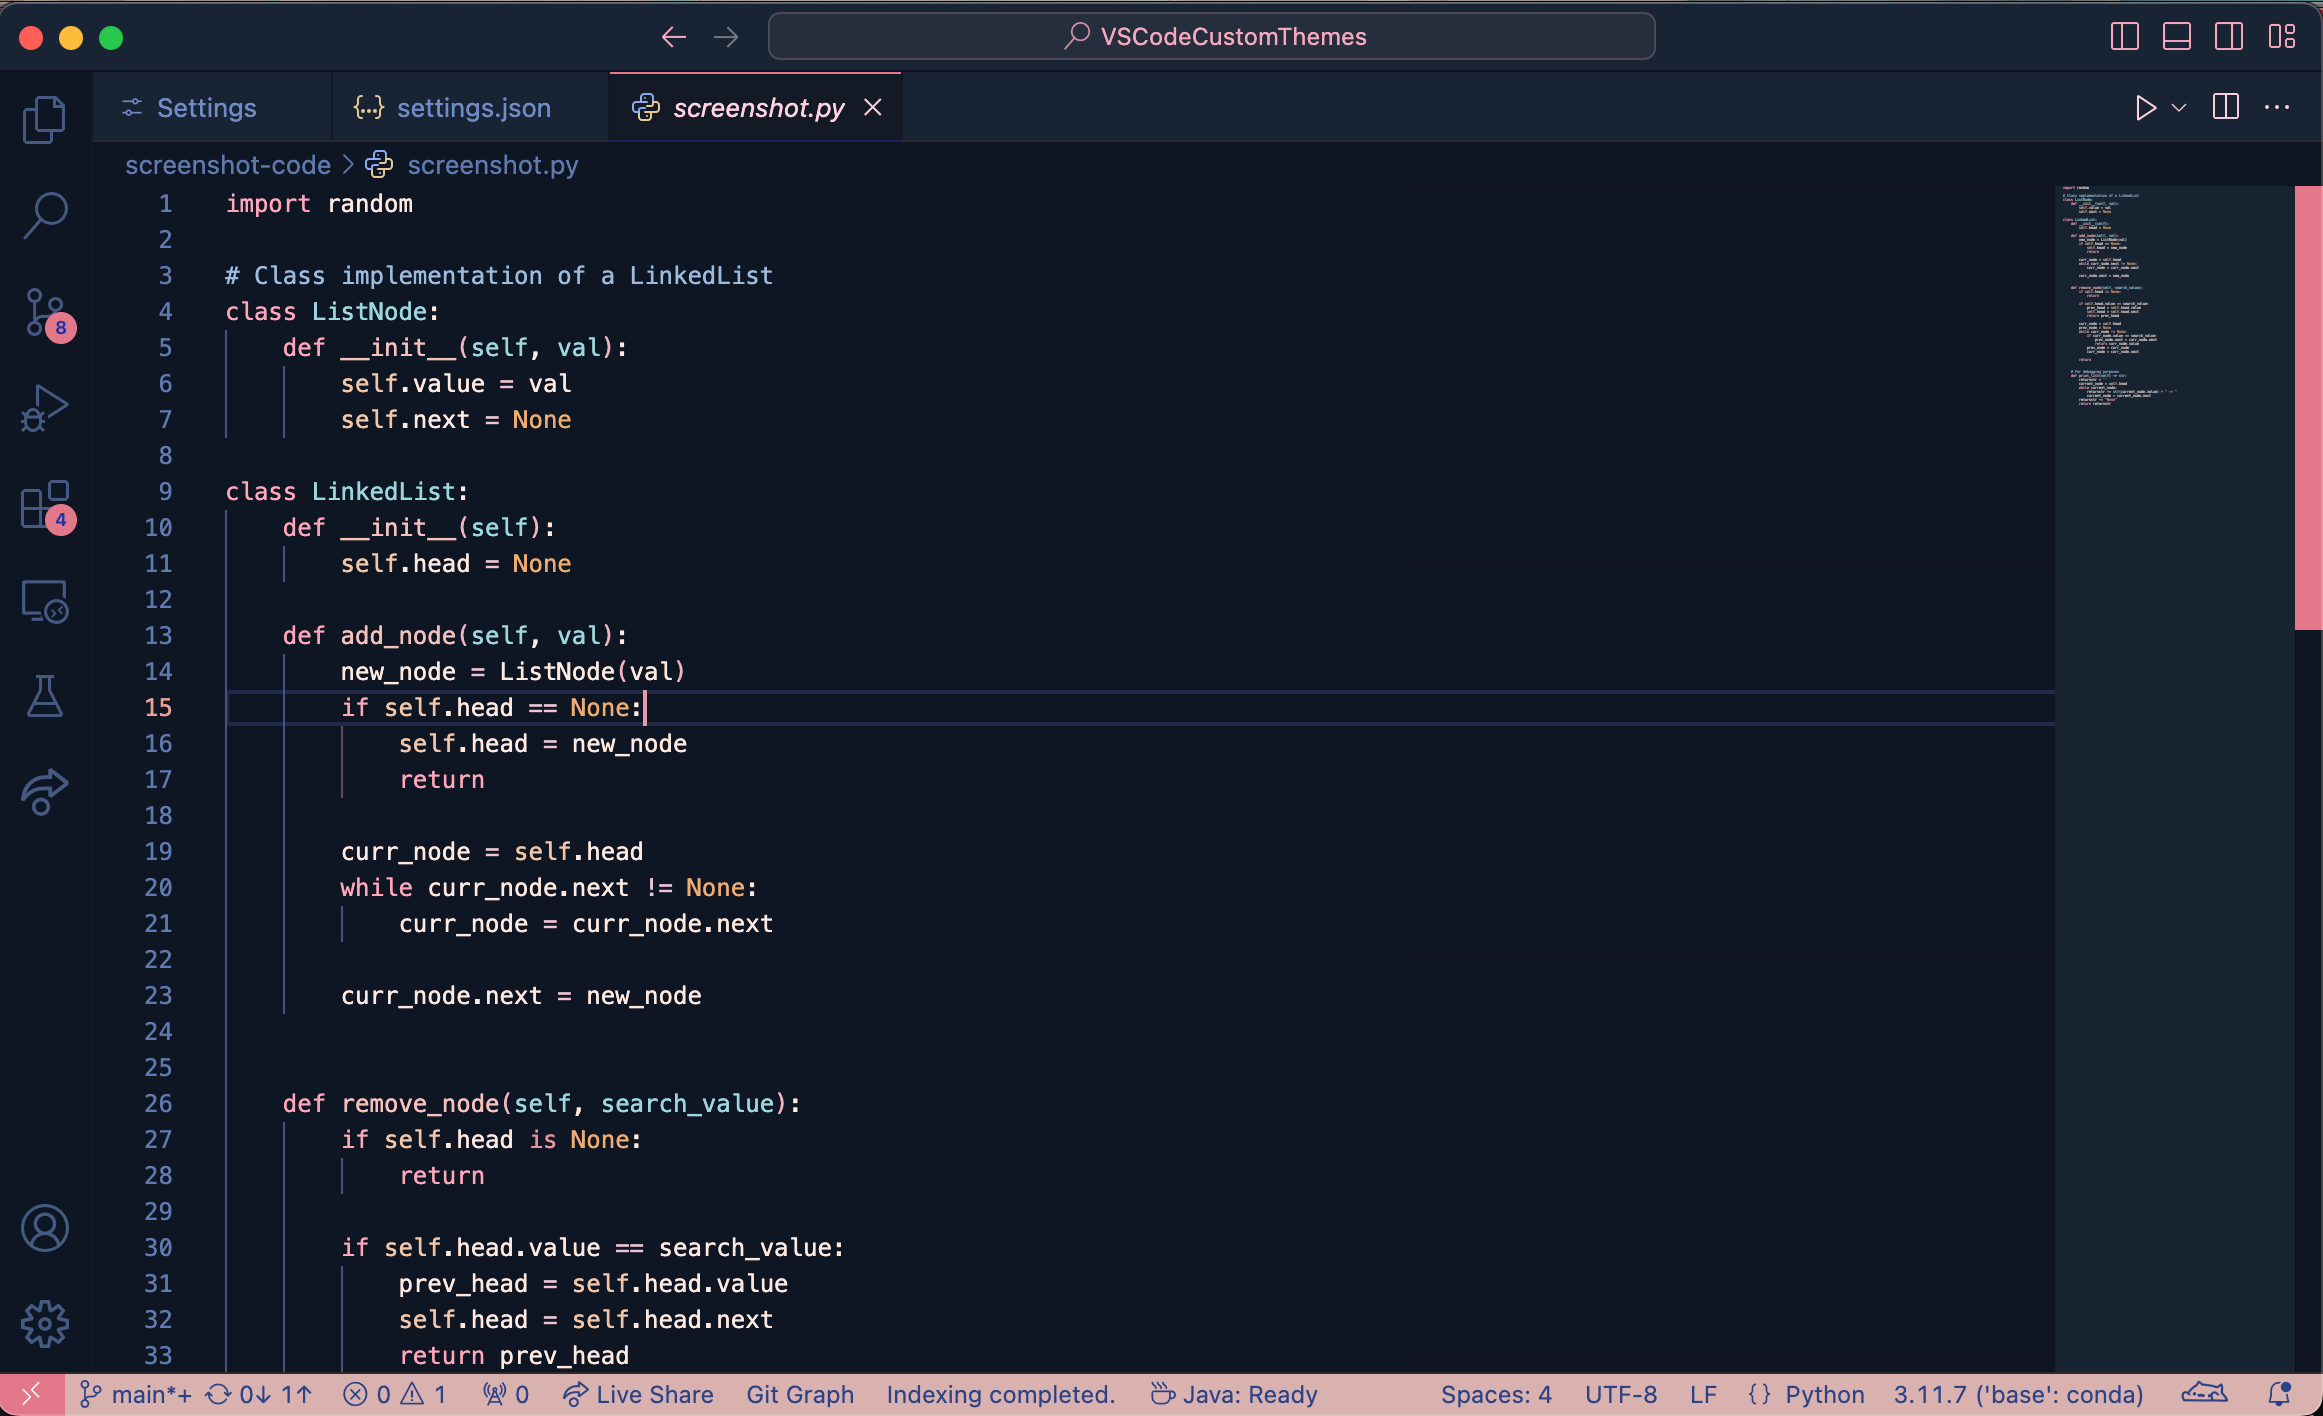 VSCodeCustomThemes
Settings
{...} settings.json
screenshot.py
screenshot-code > screenshot.py
1 import random
2
3 # Class implementation of a LinkedList
4 class ListNode:
5     def __init__(self, val):
6         self.value = val
7         self.next = None
8
9 class LinkedList:
10     def __init__(self):
11         self.head = None
12
13     def add_node(self, val):
14         new_node = ListNode(val)
15         if self.head == None:
16             self.head = new_node
17             return
18
19         curr_node = self.head
20         while curr_node.next != None:
21             curr_node = curr_node.next
22
23         curr_node.next = new_node
24
25
26     def remove_node(self, search_value):
27         if self.head is None:
28             return
29
30         if self.head.value == search_value:
31             prev_head = self.head.value
32             self.head = self.head.next
33             return prev_head
8
4
main*+ 0↓ 1↑ 0 1 0 Live Share Git Graph Indexing completed. Java: Ready Spaces: 4 UTF-8 LF {} Python 3.11.7 ('base': conda)